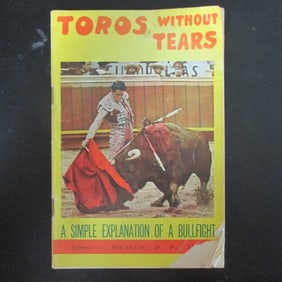 TOROS WITHOUT
TEARS
A SIMPLE EXPLANATION OF A BULLFIGHT
MEXICO, D. F.